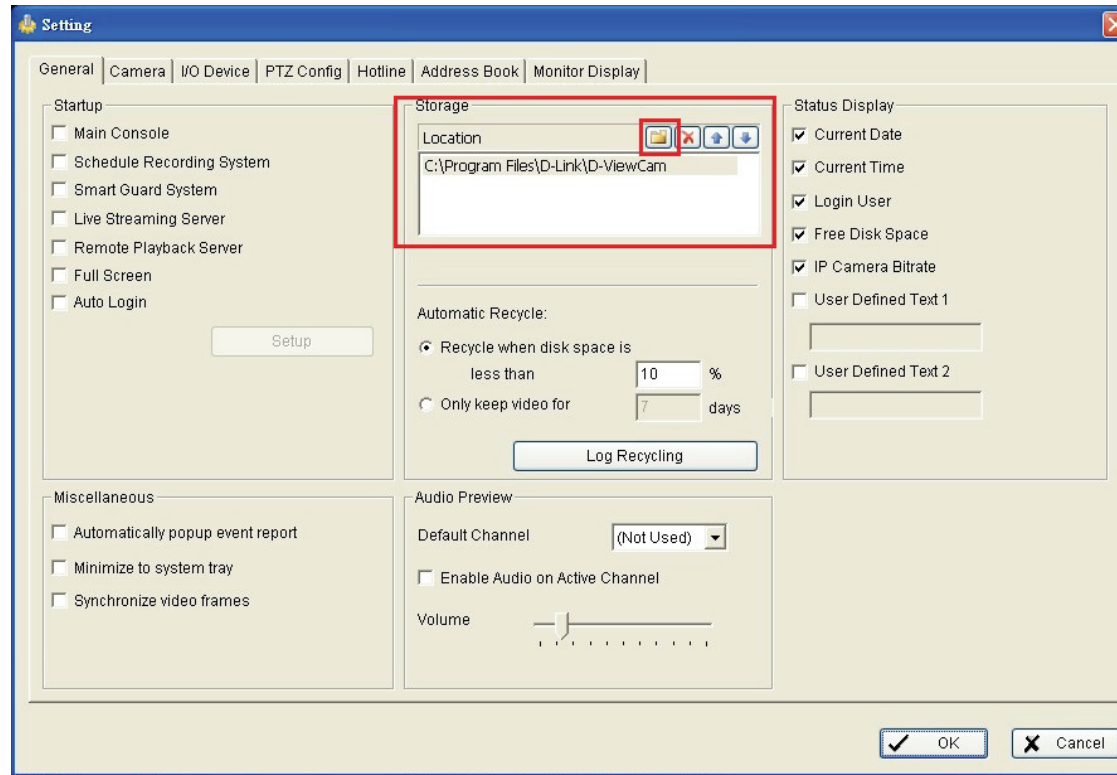 Setting
General Camera I/O Device PTZ Config Hotline Address Book Monitor Display
Startup
Main Console
Schedule Recording System
Smart Guard System
Live Streaming Server
Remote Playback Server
Full Screen
Auto Login
Setup
Storage
Location
C:\Program Files\D-Link\D-ViewCam
Automatic Recycle:
Recycle when disk space is
less than 10 %
Only keep video for 7 days
Log Recycling
Status Display
Current Date
Current Time
Login User
Free Disk Space
IP Camera Bitrate
User Defined Text 1
User Defined Text 2
Miscellaneous
Automatically popup event report
Minimize to system tray
Synchronize video frames
Audio Preview
Default Channel (Not Used)
Enable Audio on Active Channel
Volume
OK Cancel